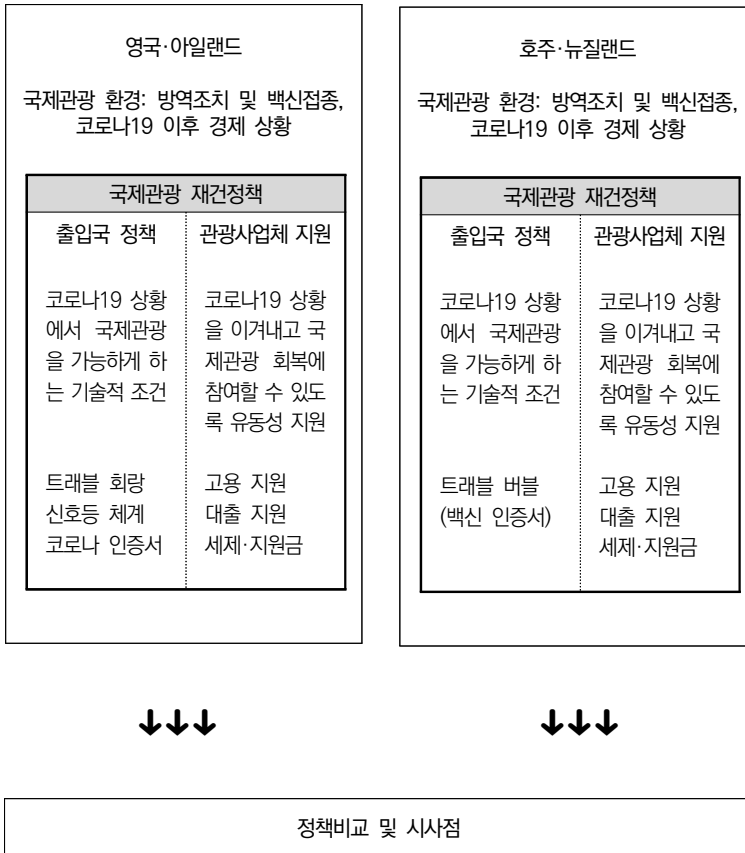 영국·아일랜드
국제관광 환경: 방역조치 및 백신접종,
코로나19 이후 경제 상황
국제관광 재건정책
출입국 정책
코로나19 상황
에서 국제관광
을 가능하게 하
는 기술적 조건
트래블 회랑
신호등 체계
코로나 인증서
관광사업체 지원
코로나19 상황
을 이겨내고 국
제관광 회복에
참여할 수 있도
록 유동성 지원
고용 지원
대출 지원
세제·지원금
호주·뉴질랜드
국제관광 환경: 방역조치 및 백신접종,
코로나19 이후 경제 상황
국제관광 재건정책
출입국 정책
코로나19 상황
에서 국제관광
을 가능하게 하
는 기술적 조건
트래블 버블
(백신 인증서)
관광사업체 지원
코로나19 상황
을 이겨내고 국
제관광 회복에
참여할 수 있도
록 유동성 지원
고용 지원
대출 지원
세제·지원금
정책비교 및 시사점